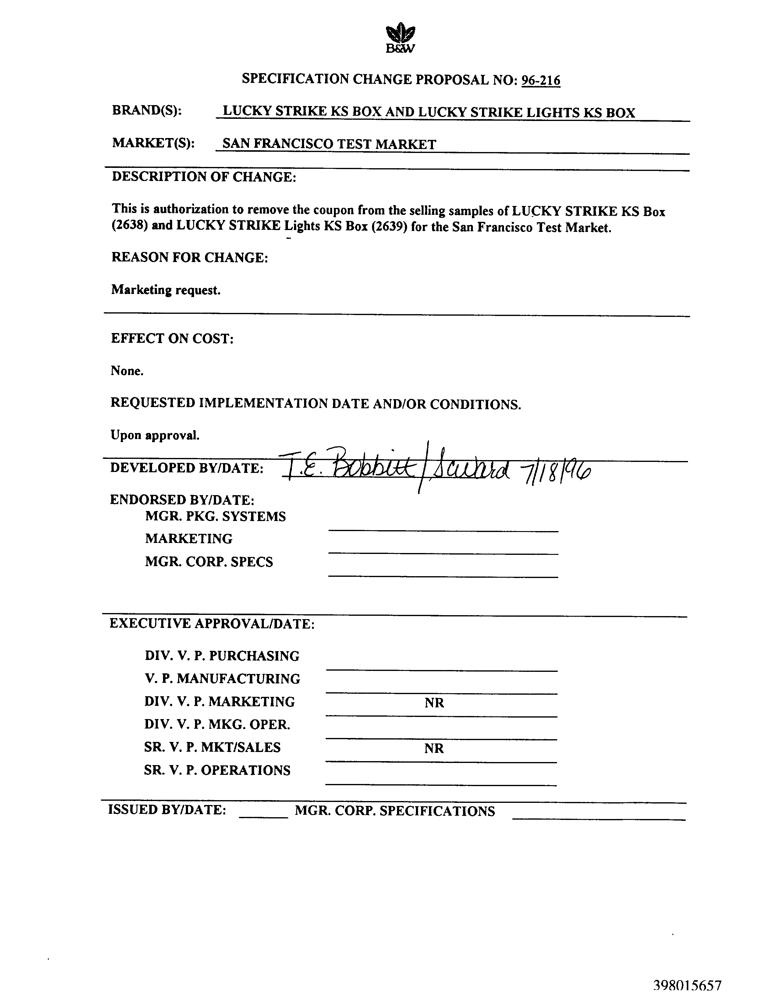 B&W
SPECIFICATION CHANGE PROPOSAL NO: 96-216
BRAND(S): LUCKY STRIKE KS BOX AND LUCKY STRIKE LIGHTS KS BOX
MARKET(S): SAN FRANCISCO TEST MARKET
DESCRIPTION OF CHANGE:
This is authorization to remove the coupon from the selling samples of LUCKY STRIKE KS Box
(2638) and LUCKY STRIKE Lights KS Box (2639) for the San Francisco Test Market.
REASON FOR CHANGE:
Marketing request.
EFFECT ON COST:
None.
REQUESTED IMPLEMENTATION DATE AND/OR CONDITIONS.
Upon approval.
DEVELOPED BY/DATE: T.E. Bobbitt / 7/18/96
ENDORSED BY/DATE:
MGR. PKG. SYSTEMS
MARKETING
MGR. CORP. SPECS
EXECUTIVE APPROVAL/DATE:
DIV. V. P. PURCHASING
V. P. MANUFACTURING
DIV. V. P. MARKETING NR
DIV. V. P. MKG. OPER.
SR. V. P. MKT/SALES NR
SR. V. P. OPERATIONS
ISSUED BY/DATE: MGR. CORP. SPECIFICATIONS
398015657